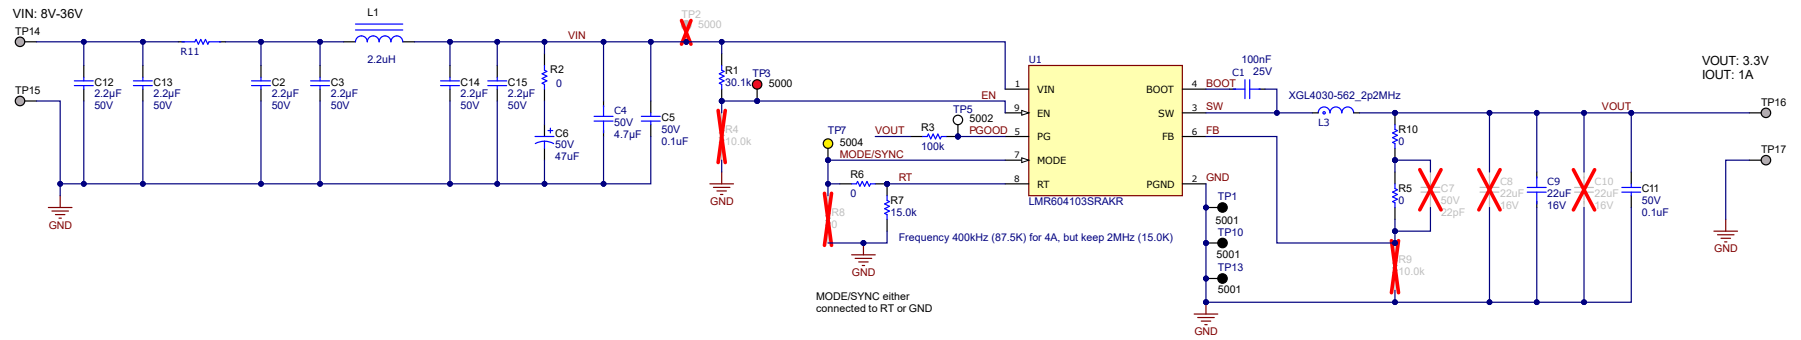 VIN: 8V-36V
TP14
TP15
C12
2.2µF
50V
C13
2.2µF
50V
R11
C2
2.2µF
50V
C3
2.2µF
50V
L1
2.2uH
C14
2.2µF
50V
C15
2.2µF
50V
R2
0
C6
50V
47uF
VIN
C4
50V
4.7µF
C5
50V
0.1uF
GND
TP2
5000
R1
30.1k
TP3
5000
R4
10.0k
GND
EN
TP5
5002
VOUT
R3
100k
PGOOD
TP7
5004
MODE/SYNC
R6
0
RT
R8
0
R7
15.0k
GND
Frequency 400kHz (87.5K) for 4A, but keep 2MHz (15.0K)
MODE/SYNC either
connected to RT or GND
U1
1 VIN BOOT 4
9 EN SW 3
5 PG FB 6
7 MODE
8 RT PGND 2
LMR604103SRAKR
BOOT
SW
FB
GND
100nF
C1
25V
TP1
5001
TP10
5001
TP13
5001
GND
XGL4030-562_2p2MHz
L3
R10
0
R5
0
C7
50V
22pF
R9
10.0k
C8
22uF
16V
C9
22uF
16V
C10
22uF
16V
C11
50V
0.1uF
VOUT
VOUT: 3.3V
IOUT: 1A
TP16
TP17
GND